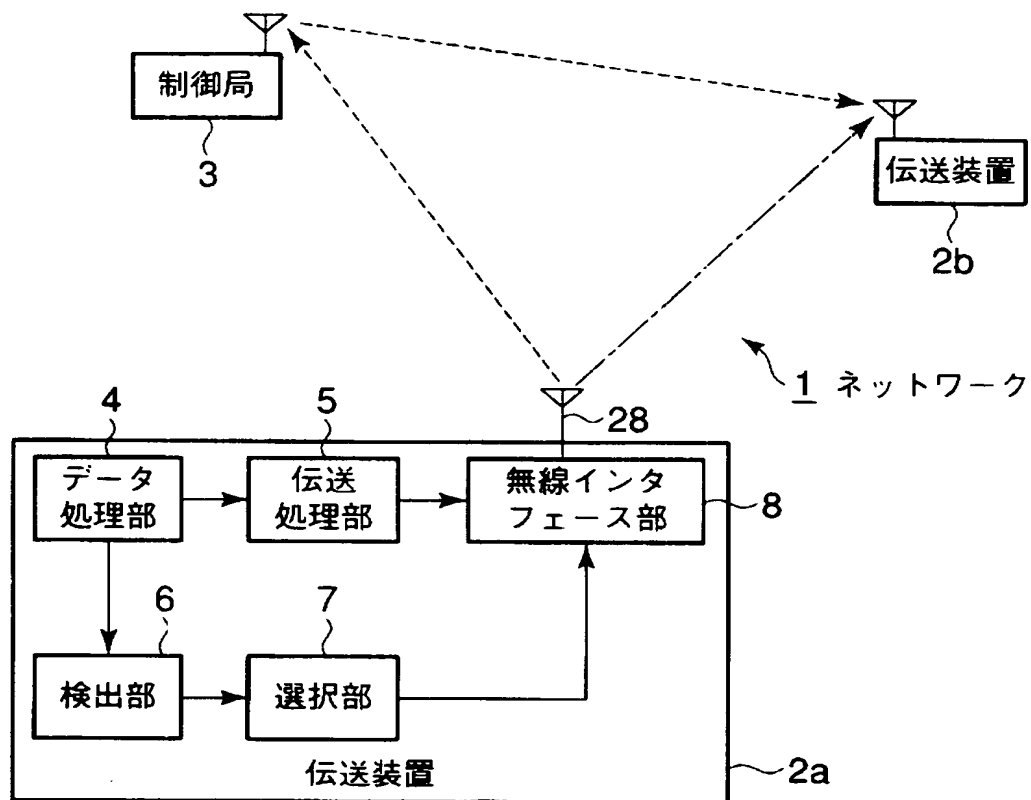 制御局
3
伝送装置
2b
1 ネットワーク
28
4
5
データ
処理部
伝送
処理部
無線インタ
フェース部
8
6
7
検出部
選択部
伝送装置
2a